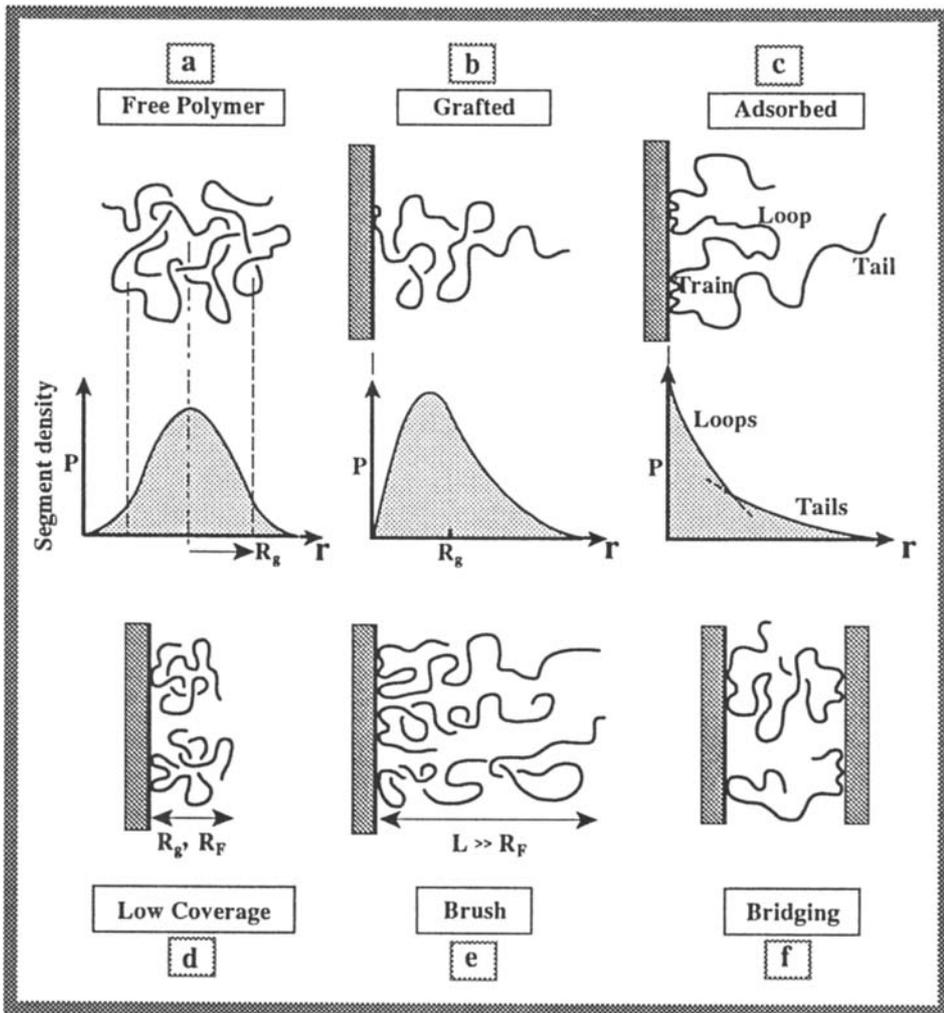 a
Free Polymer
b
Grafted
c
Adsorbed
Loop
Tail
Train
Segment density
P
R_g
r
P
R_g
r
P
Loops
Tails
r
R_g, R_F
L >> R_F
Low Coverage
d
Brush
e
Bridging
f